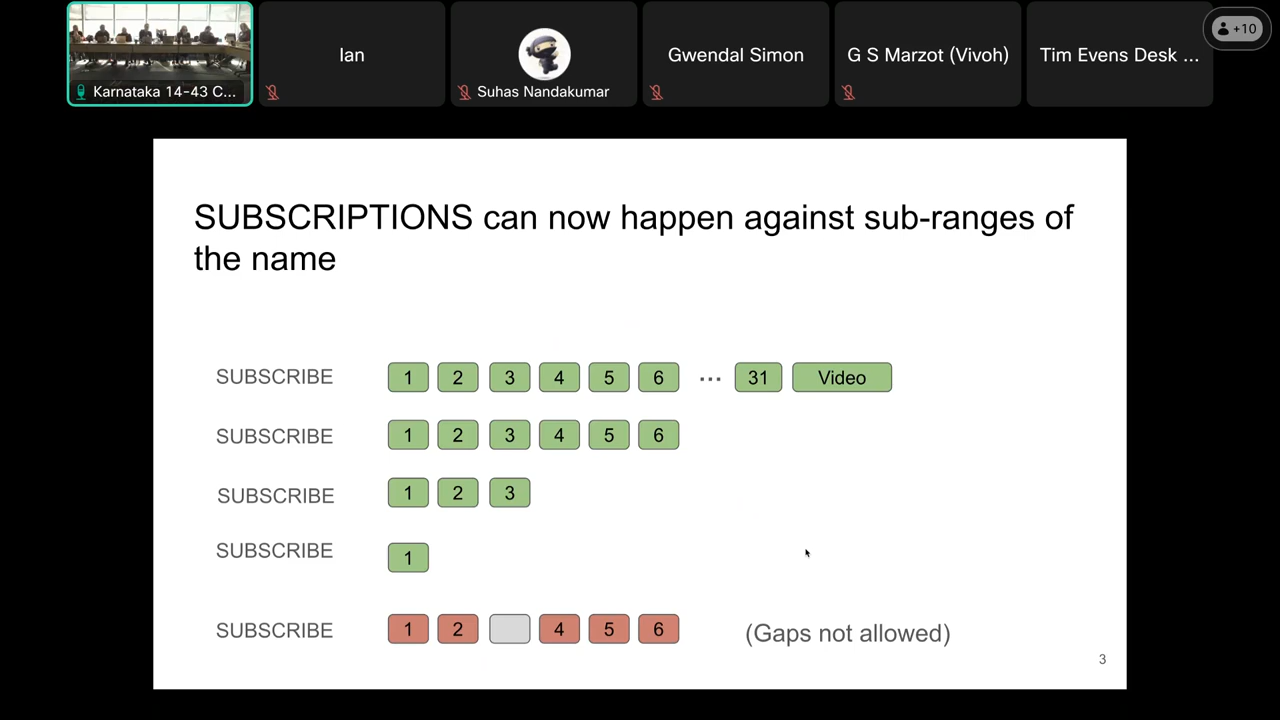 Karnataka 14-43 C...
Ian
Suhas Nandakumar
Gwendal Simon
G S Marzot (Vivoh)
Tim Evens Desk ...
+10
SUBSCRIPTIONS can now happen against sub-ranges of
the name
SUBSCRIBE 1 2 3 4 5 6 ... 31 Video
SUBSCRIBE 1 2 3 4 5 6
SUBSCRIBE 1 2 3
SUBSCRIBE 1
SUBSCRIBE 1 2 4 5 6 (Gaps not allowed)
3